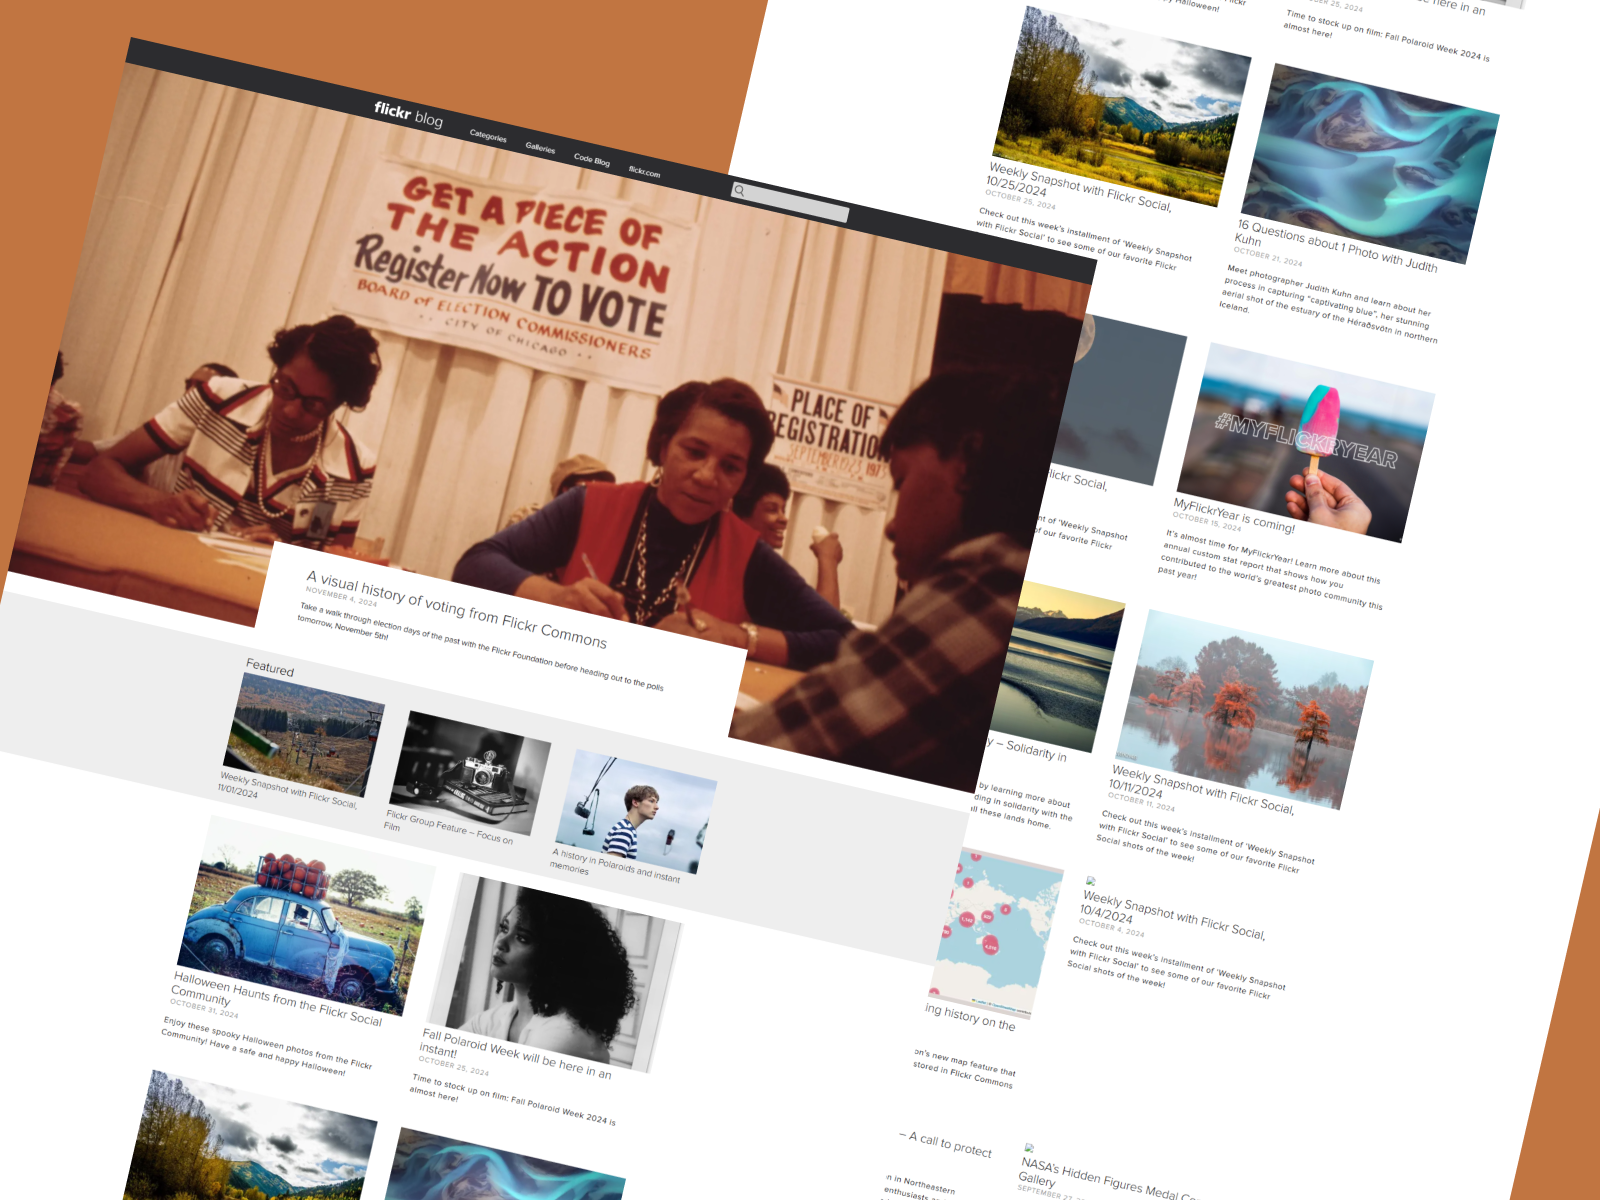 flickr blog
Categories
Galleries
Code Blog
flickr.com
GET A PIECE OF
THE ACTION
Register Now TO VOTE
BOARD of ELECTION COMMISSIONERS
CITY OF CHICAGO
PLACE OF
REGISTRATION
SEPTEMBER 23, 1973
A visual history of voting from Flickr Commons
NOVEMBER 4, 2024
Take a walk through election days of the past with the Flickr Foundation before heading out to the polls
tomorrow, November 5th!
Featured
Weekly Snapshot with Flickr Social,
11/01/2024
Flickr Group Feature – Focus on
Film
A history in Polaroids and instant
memories
Halloween Haunts from the Flickr Social
Community
OCTOBER 31, 2024
Enjoy these spooky Halloween photos from the Flickr
Community! Have a safe and happy Halloween!
Fall Polaroid Week will be here in an
instant!
OCTOBER 25, 2024
Time to stock up on film: Fall Polaroid Week 2024 is
almost here!
y Halloween!
here in an
25, 2024
Time to stock up on film: Fall Polaroid Week 2024 is
almost here!
Weekly Snapshot with Flickr Social,
10/25/2024
OCTOBER 25, 2024
Check out this week's installment of 'Weekly Snapshot
with Flickr Social' to see some of our favorite Flickr
16 Questions about 1 Photo with Judith
Kuhn
OCTOBER 21, 2024
Meet photographer Judith Kuhn and learn about her
process in capturing "captivating blue", her stunning
aerial shot of the estuary of the Héraðsvötn in northern
Iceland.
lickr Social,
nt of 'Weekly Snapshot
f our favorite Flickr
#MYFLICKRYEAR
MyFlickrYear is coming!
OCTOBER 15, 2024
It's almost time for MyFlickrYear! Learn more about this
annual custom stat report that shows how you
contributed to the world's greatest photo community this
past year!
y – Solidarity in
by learning more about
ding in solidarity with the
ll these lands home.
Weekly Snapshot with Flickr Social,
10/11/2024
OCTOBER 11, 2024
Check out this week's installment of 'Weekly Snapshot
with Flickr Social' to see some of our favorite Flickr
Social shots of the week!
ing history on the
on's new map feature that
stored in Flickr Commons
Weekly Snapshot with Flickr Social,
10/4/2024
OCTOBER 4, 2024
Check out this week's installment of 'Weekly Snapshot
with Flickr Social' to see some of our favorite Flickr
Social shots of the week!
– A call to protect
n in Northeastern
enthusiasts
NASA's Hidden Figures Medal
Gallery
SEPTEMBER 27,